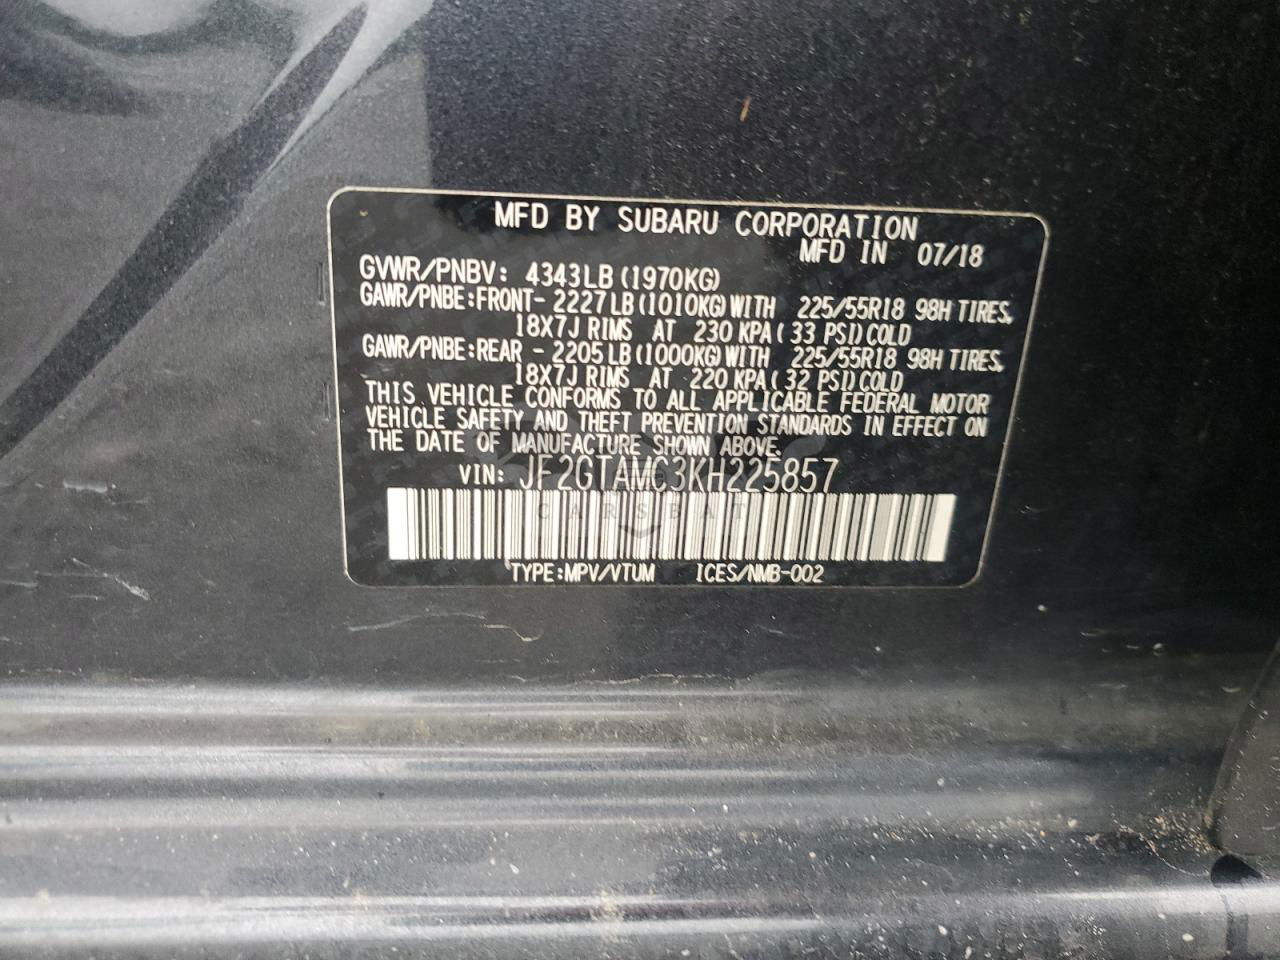 MFD BY SUBARU CORPORATION
MFD IN 07/18
GVWR/PNBV: 4343LB (1970KG)
GAWR/PNBE:FRONT- 2227LB (1010KG) WITH 225/55R18 98H TIRES,
18X7J RIMS AT 230 KPA ( 33 PSI) COLD
GAWR/PNBE:REAR - 2205LB (1000KG) WITH 225/55R18 98H TIRES,
18X7J RIMS AT 220 KPA ( 32 PSI) COLD
THIS VEHICLE CONFORMS TO ALL APPLICABLE FEDERAL MOTOR
VEHICLE SAFETY AND THEFT PREVENTION STANDARDS IN EFFECT ON
THE DATE OF MANUFACTURE SHOWN ABOVE.
VIN: JF2GTAMC3KH225857
CARSBAT
TYPE:MPV/VTUM ICES/NMB-002